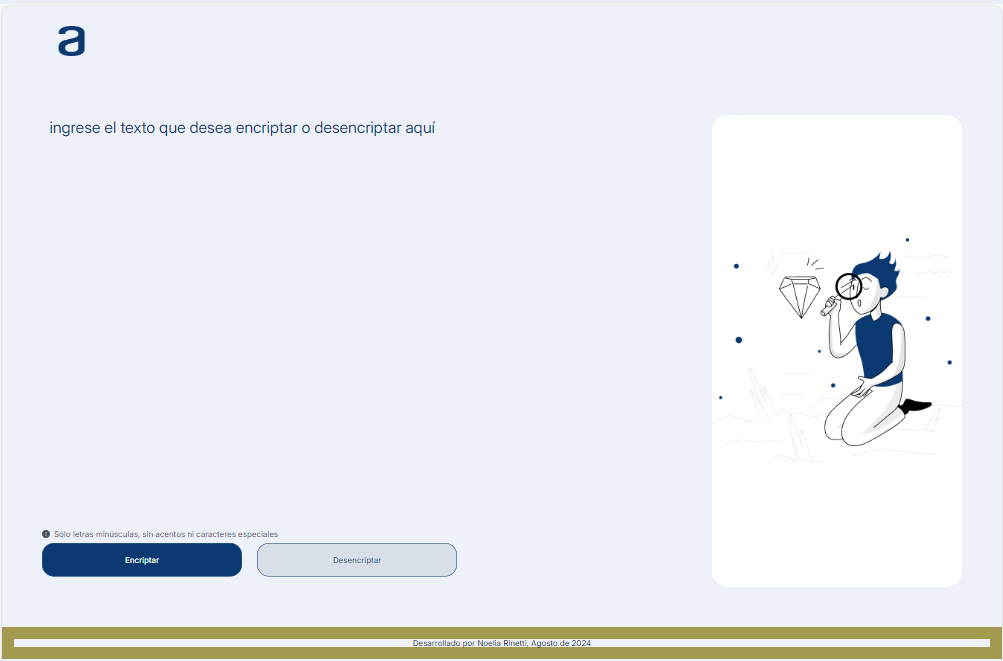 a
ingrese el texto que desea encriptar o desencriptar aquí
Sólo letras minúsculas, sin acentos ni caracteres especiales
Encriptar
Desencriptar
Desarrollado por Noelia Rinetti, Agosto de 2024